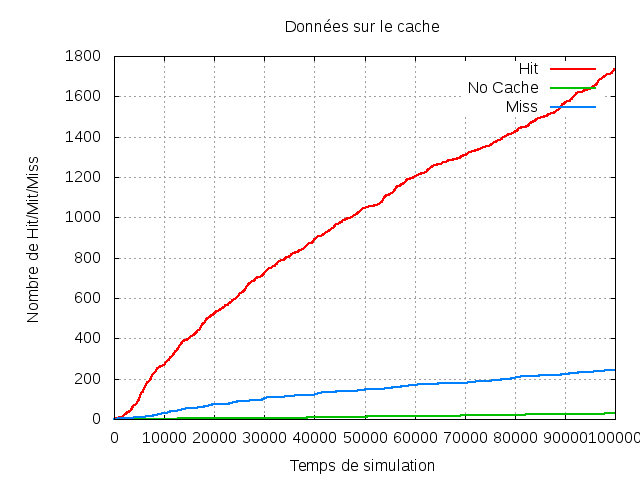 Données sur le cache
Hit
No Cache
Miss
1800
1600
1400
1200
1000
800
600
400
200
0
Nombre de Hit/Mit/Miss
0 10000 20000 30000 40000 50000 60000 70000 80000 90000 100000
Temps de simulation